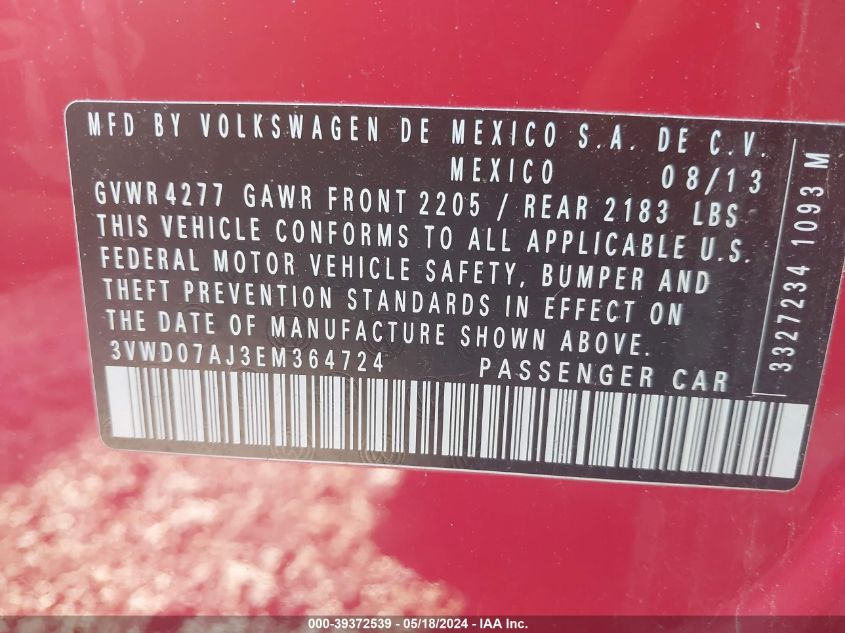 MFD BY VOLKSWAGEN DE MEXICO S.A. DE C.V.
MEXICO 08/13
GVWR4277 GAWR FRONT 2205 / REAR 2183 LBS
THIS VEHICLE CONFORMS TO ALL APPLICABLE U.S.
FEDERAL MOTOR VEHICLE SAFETY, BUMPER AND
THEFT PREVENTION STANDARDS IN EFFECT ON
THE DATE OF MANUFACTURE SHOWN ABOVE.
3VWD07AJ3EM364724 PASSENGER CAR
3327234 1093 M
000-39372539 - 05/18/2024 - IAA Inc.